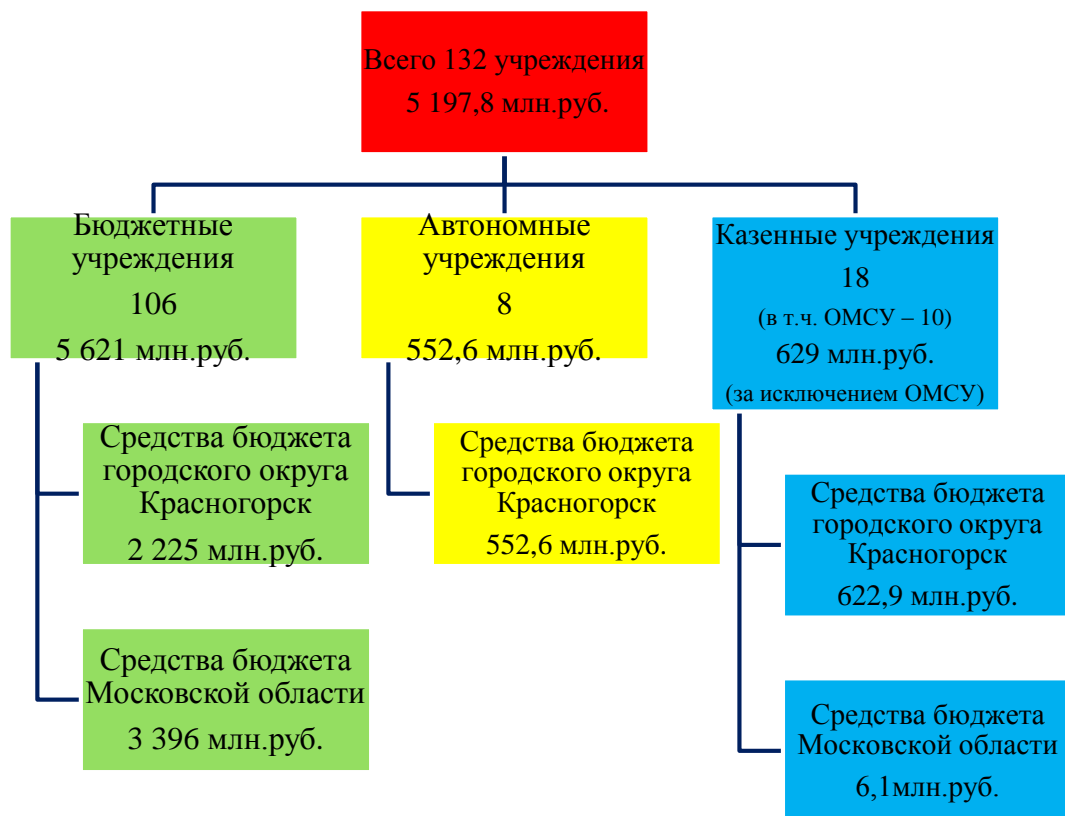 Всего 132 учреждения
5 197,8 млн.руб.
Бюджетные
учреждения
106
5 621 млн.руб.
Автономные
учреждения
8
552,6 млн.руб.
Казенные учреждения
18
(в т.ч. ОМСУ – 10)
629 млн.руб.
(за исключением ОМСУ)
Средства бюджета
городского округа
Красногорск
2 225 млн.руб.
Средства бюджета
Московской области
3 396 млн.руб.
Средства бюджета
городского округа
Красногорск
552,6 млн.руб.
Средства бюджета
городского округа
Красногорск
622,9 млн.руб.
Средства бюджета
Московской области
6,1млн.руб.